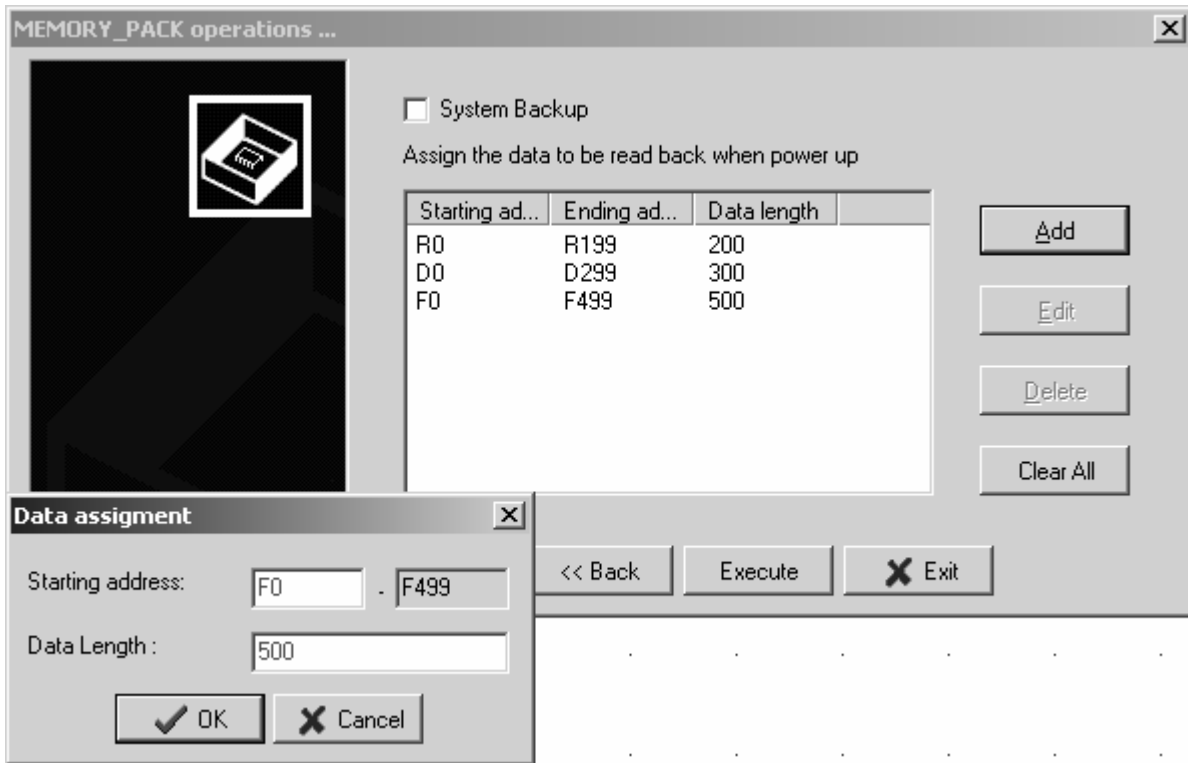 MEMORY_PACK operations ...
System Backup
Assign the data to be read back when power up
Starting ad... Ending ad... Data length
R0 R199 200
D0 D299 300
F0 F499 500
Add
Edit
Delete
Clear All
<< Back Execute Exit
Data assigment
Starting address: F0 - F499
Data Length : 500
OK Cancel